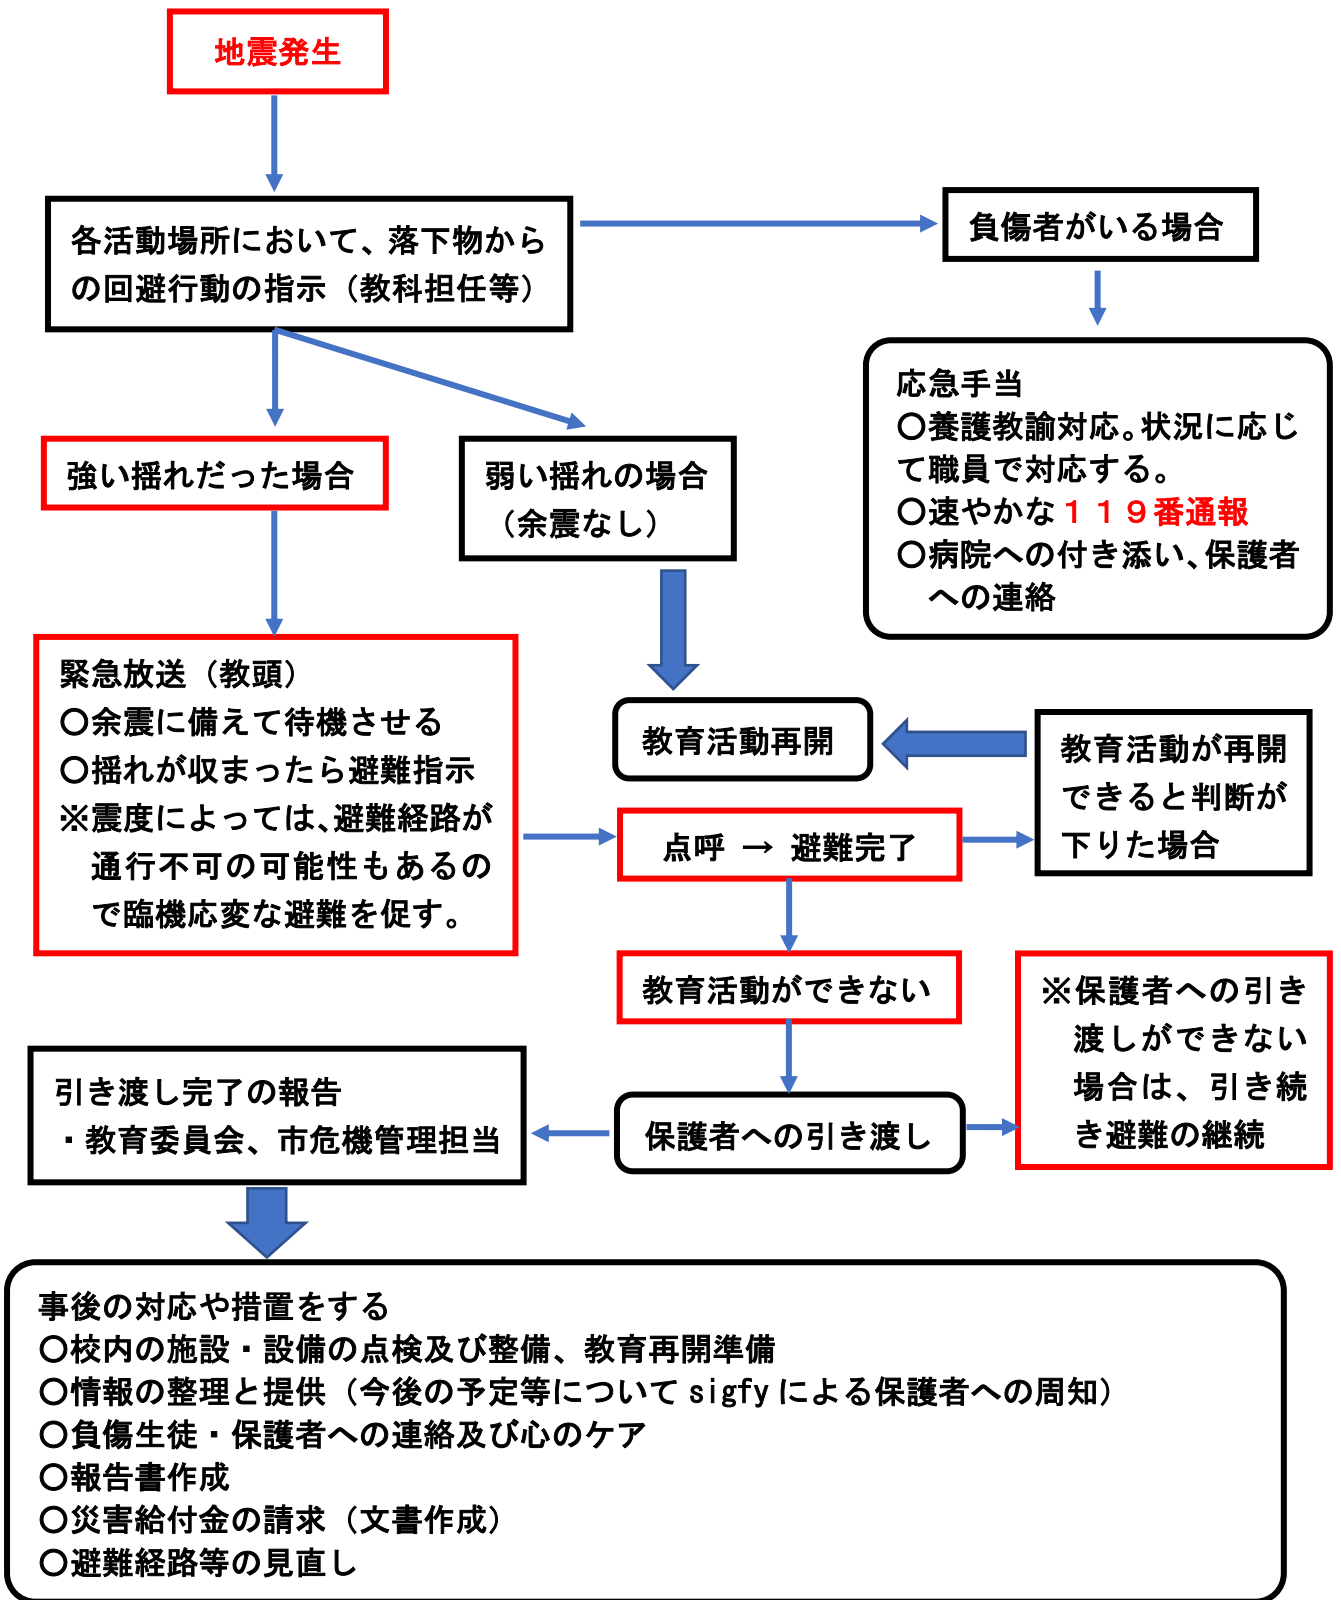 地震発生
各活動場所において、落下物から
の回避行動の指示（教科担任等）
負傷者がいる場合
応急手当
〇養護教諭対応。状況に応じ
て職員で対応する。
〇速やかな１１９番通報
〇病院への付き添い、保護者
への連絡
強い揺れだった場合
弱い揺れの場合
（余震なし）
緊急放送（教頭）
〇余震に備えて待機させる
〇揺れが収まったら避難指示
※震度によっては、避難経路が
通行不可の可能性もあるの
で臨機応変な避難を促す。
教育活動再開
教育活動が再開
できると判断が
下りた場合
点呼 → 避難完了
教育活動ができない
※保護者への引き
渡しができない
場合は、引き続
き避難の継続
保護者への引き渡し
引き渡し完了の報告
・教育委員会、市危機管理担当
事後の対応や措置をする
〇校内の施設・設備の点検及び整備、教育再開準備
〇情報の整理と提供（今後の予定等について sigfy による保護者への周知）
〇負傷生徒・保護者への連絡及び心のケア
〇報告書作成
〇災害給付金の請求（文書作成）
〇避難経路等の見直し